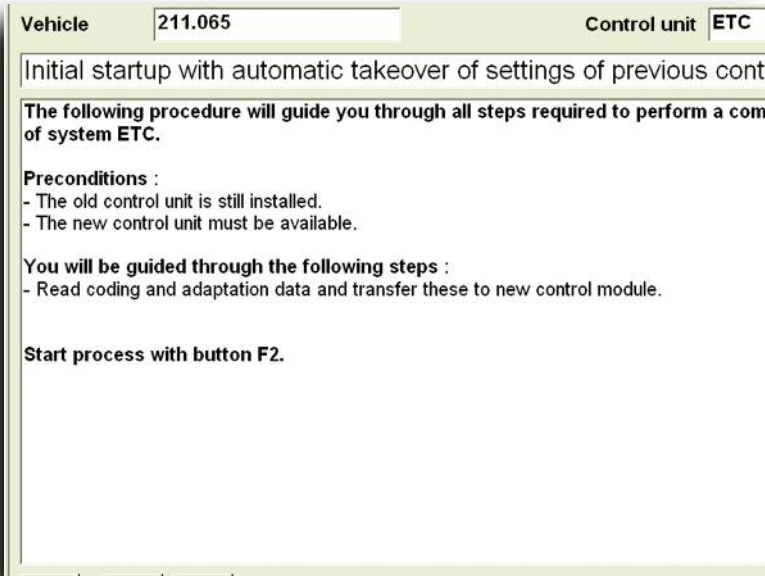 Vehicle 211.065 Control unit ETC
Initial startup with automatic takeover of settings of previous cont
The following procedure will guide you through all steps required to perform a com
of system ETC.
Preconditions :
- The old control unit is still installed.
- The new control unit must be available.
You will be guided through the following steps :
- Read coding and adaptation data and transfer these to new control module.
Start process with button F2.